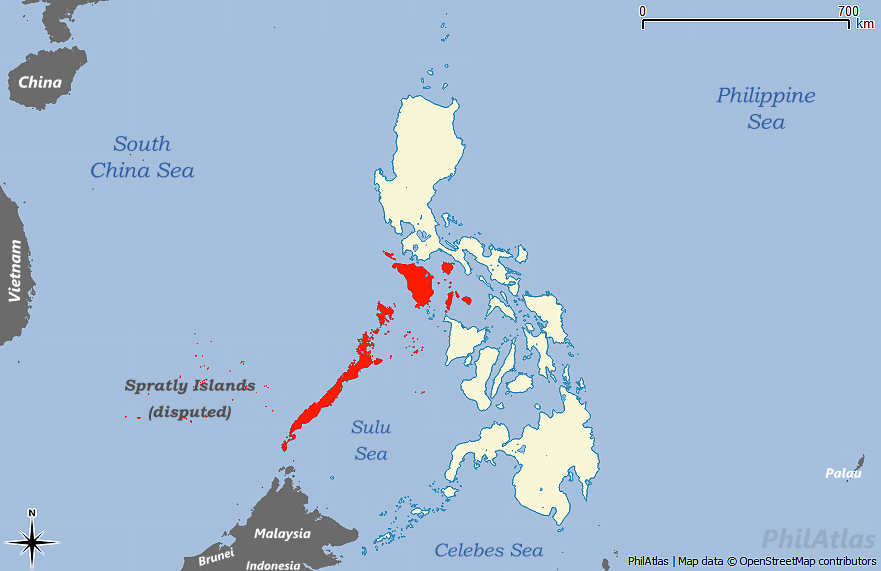 0 700
km
China
Philippine
Sea
South
China Sea
Vietnam
Spratly Islands
(disputed)
Sulu
Sea
Palau
N
Malaysia
Brunei
Indonesia
Celebes Sea
PhilAtlas
PhilAtlas | Map data © OpenStreetMap contributors